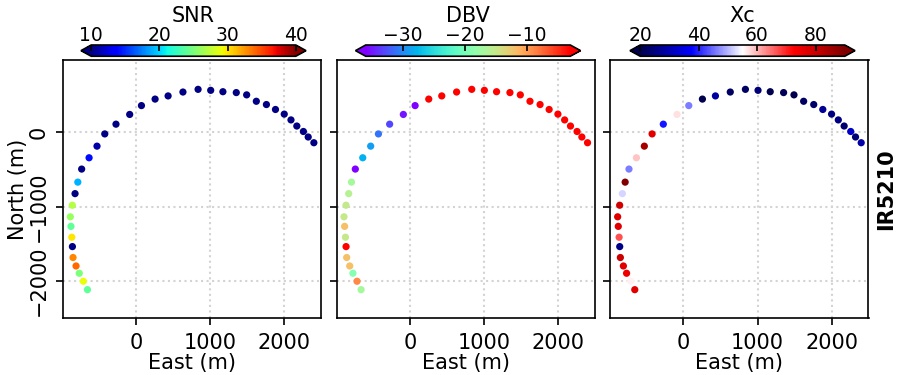 SNR DBV Xc
10 20 30 40 −30 −20 −10 20 40 60 80
North (m)
0
−1000
−2000
IR5210
0 1000 2000 0 1000 2000 0 1000 2000
East (m) East (m) East (m)